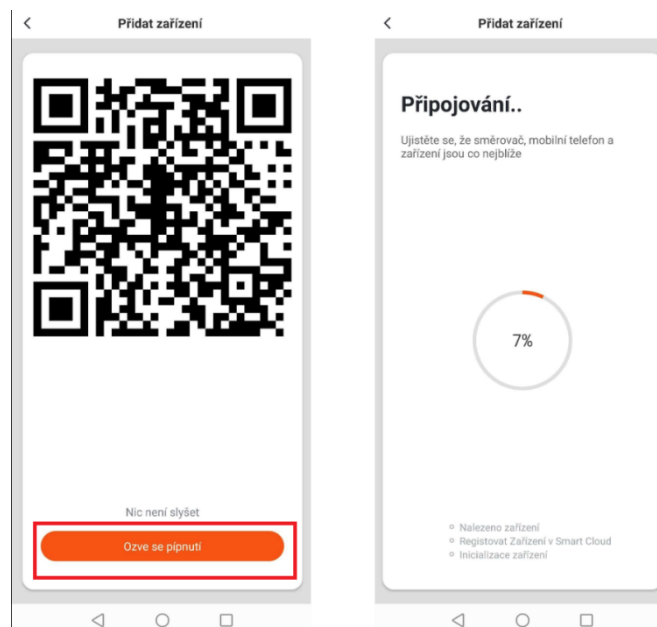 Přidat zařízení
Nic není slyšet
Ozve se pípnutí
Přidat zařízení
Připojování..
Ujistěte se, že směrovač, mobilní telefon a
zařízení jsou co nejblíže
7%
Nalezeno zařízení
Registovat Zařízení v Smart Cloud
Inicializace zařízení